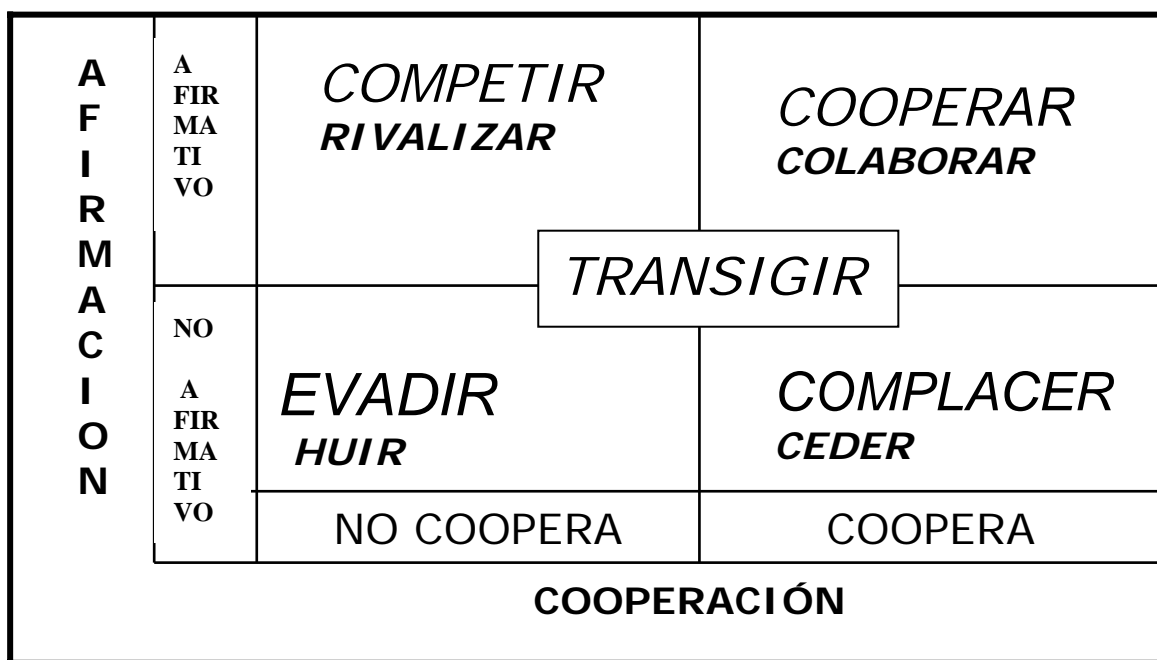 AFIRMACION
A
FIR
MA
TI
VO
COMPETIR
RIVALIZAR
COOPERAR
COLABORAR
TRANSIGIR
NO
A
FIR
MA
TI
VO
EVADIR
HUIR
COMPLACER
CEDER
NO COOPERA
COOPERA
COOPERACIÓN